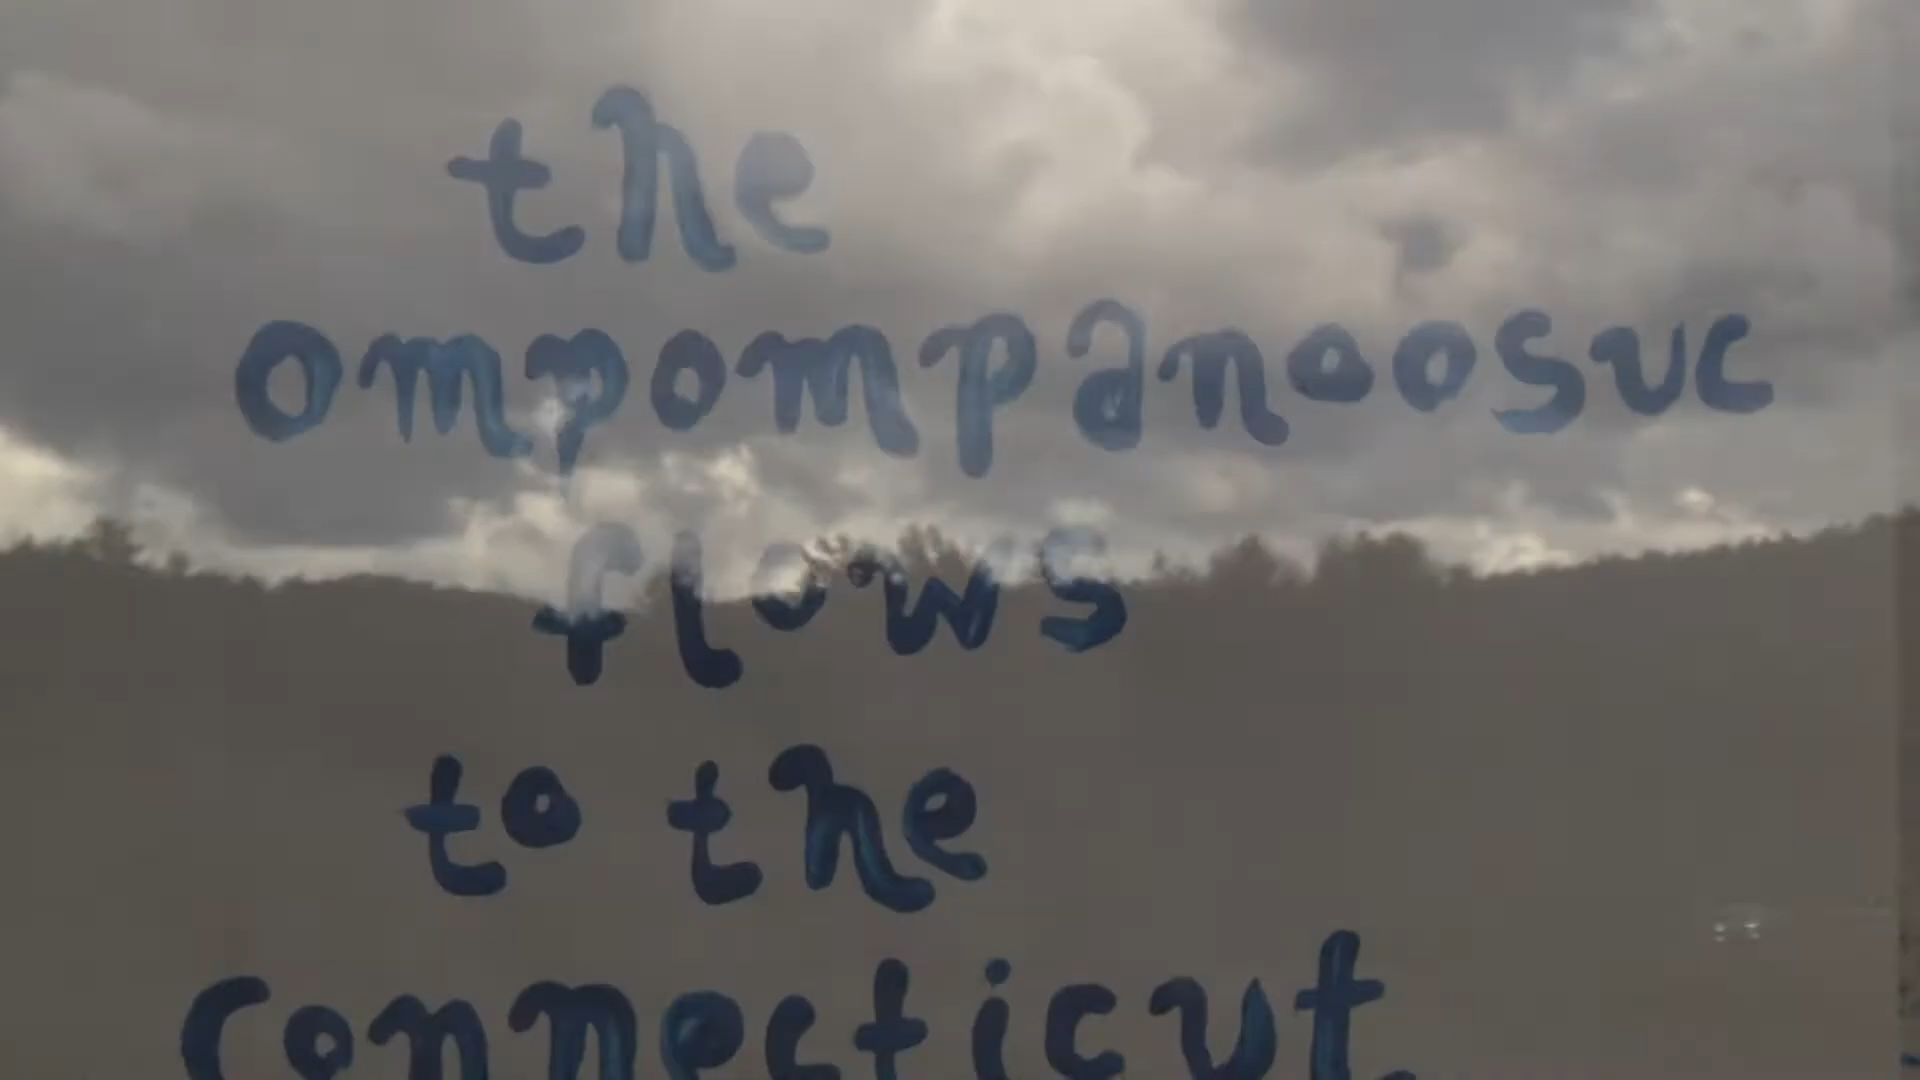 the
ompompanoosuc
flows
to the
connecticut